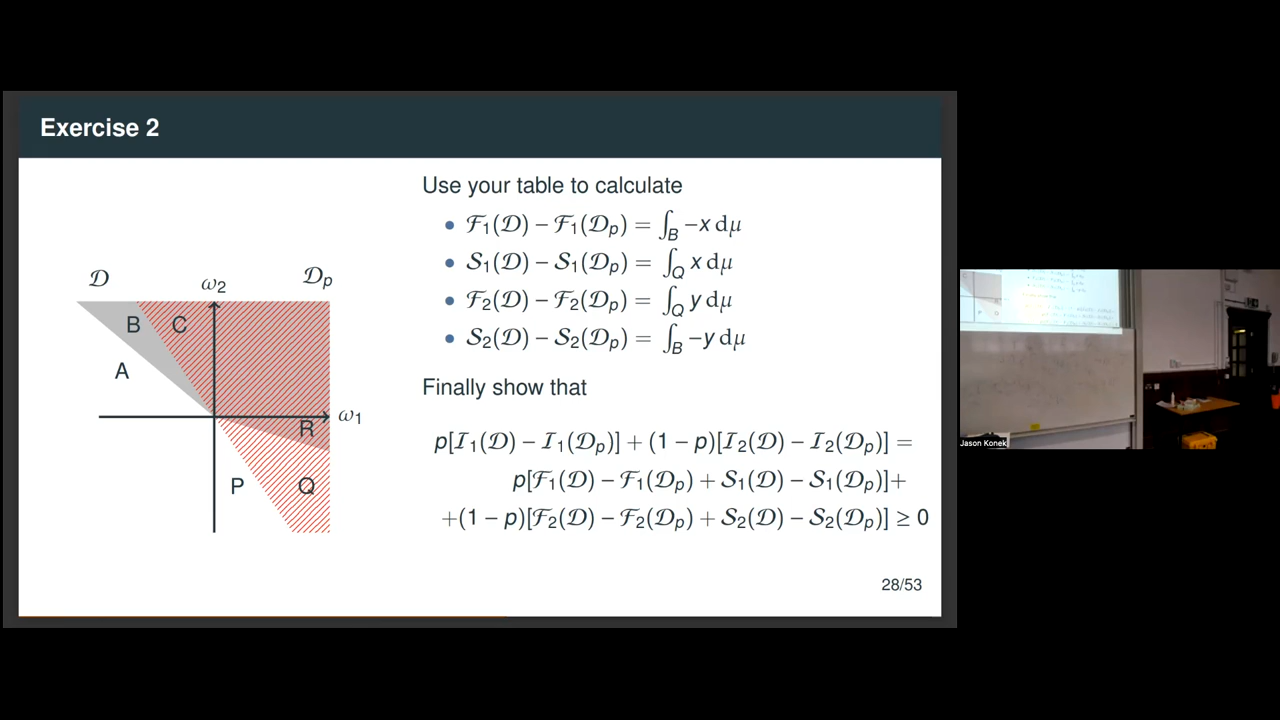 Exercise 2
Use your table to calculate
• ℱ₁(𝒟) − ℱ₁(𝒟ₚ) = ∫_B −x dμ
• 𝒮₁(𝒟) − 𝒮₁(𝒟ₚ) = ∫_Q x dμ
• ℱ₂(𝒟) − ℱ₂(𝒟ₚ) = ∫_Q y dμ
• 𝒮₂(𝒟) − 𝒮₂(𝒟ₚ) = ∫_B −y dμ
Finally show that
p[ℐ₁(𝒟) − ℐ₁(𝒟ₚ)] + (1 − p)[ℐ₂(𝒟) − ℐ₂(𝒟ₚ)] =
p[ℱ₁(𝒟) − ℱ₁(𝒟ₚ) + 𝒮₁(𝒟) − 𝒮₁(𝒟ₚ)]+
+(1 − p)[ℱ₂(𝒟) − ℱ₂(𝒟ₚ) + 𝒮₂(𝒟) − 𝒮₂(𝒟ₚ)] ≥ 0
𝒟
ω₂
𝒟ₚ
B
C
A
ω₁
R
P
Q
28/53
Jason Konek